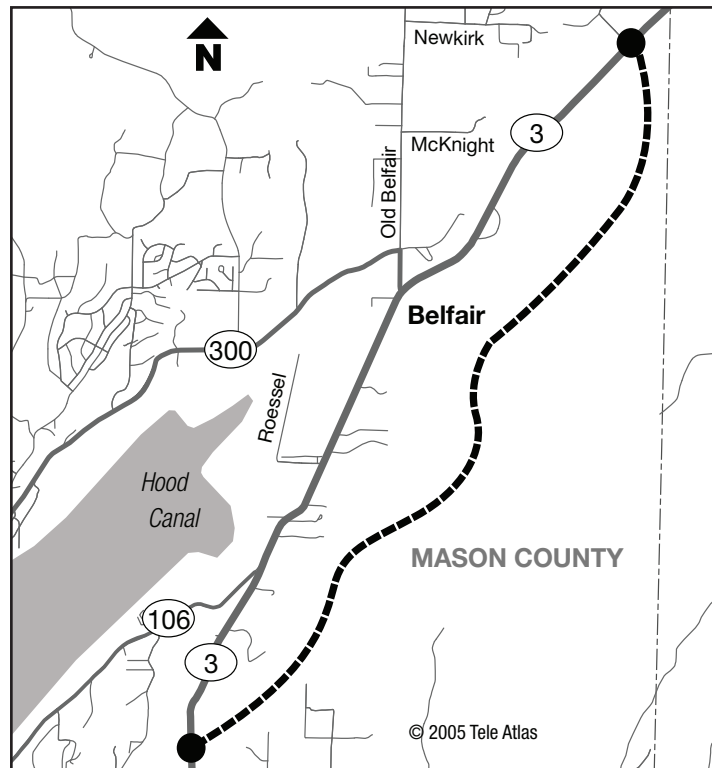 Newkirk
N
McKnight
3
Old Belfair
Belfair
300
Roessel
Hood
Canal
MASON COUNTY
106
3
© 2005 Tele Atlas